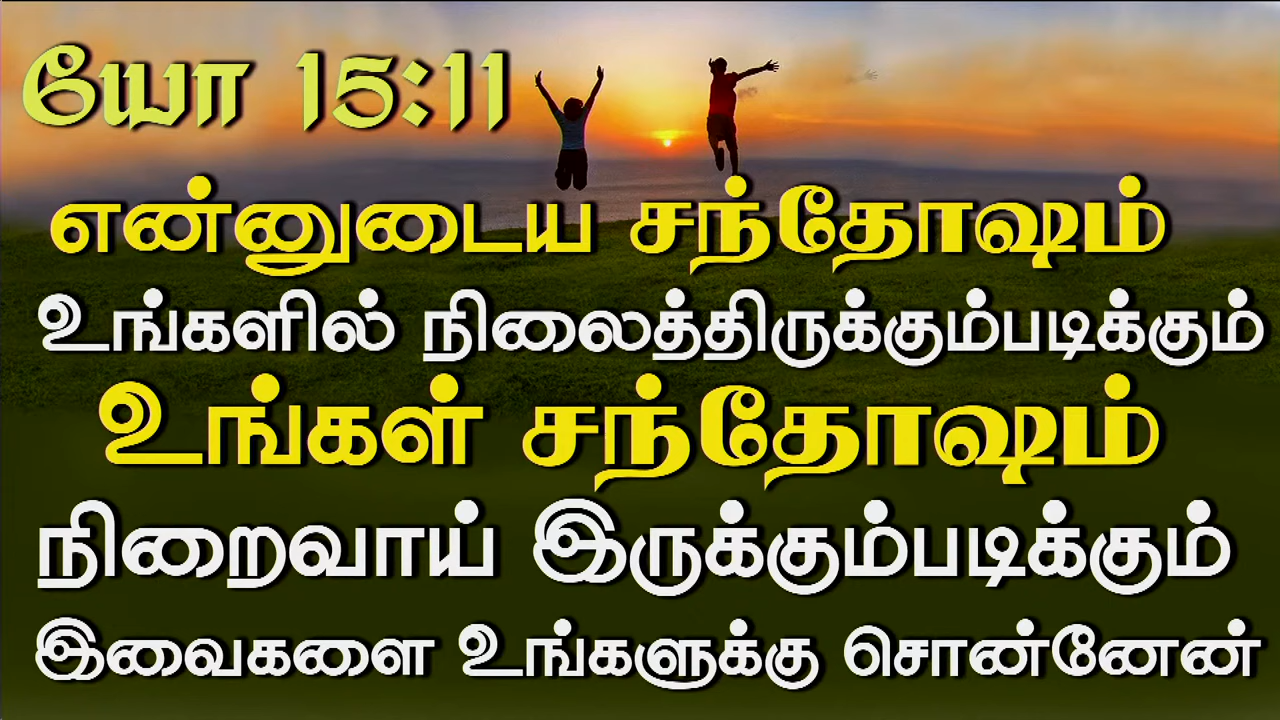 யோ 15:11
என்னுடைய சந்தோஷம்
உங்களில் நிலைத்திருக்கும்படிக்கும்
உங்கள் சந்தோஷம்
நிறைவாய் இருக்கும்படிக்கும்
இவைகளை உங்களுக்கு சொன்னேன்